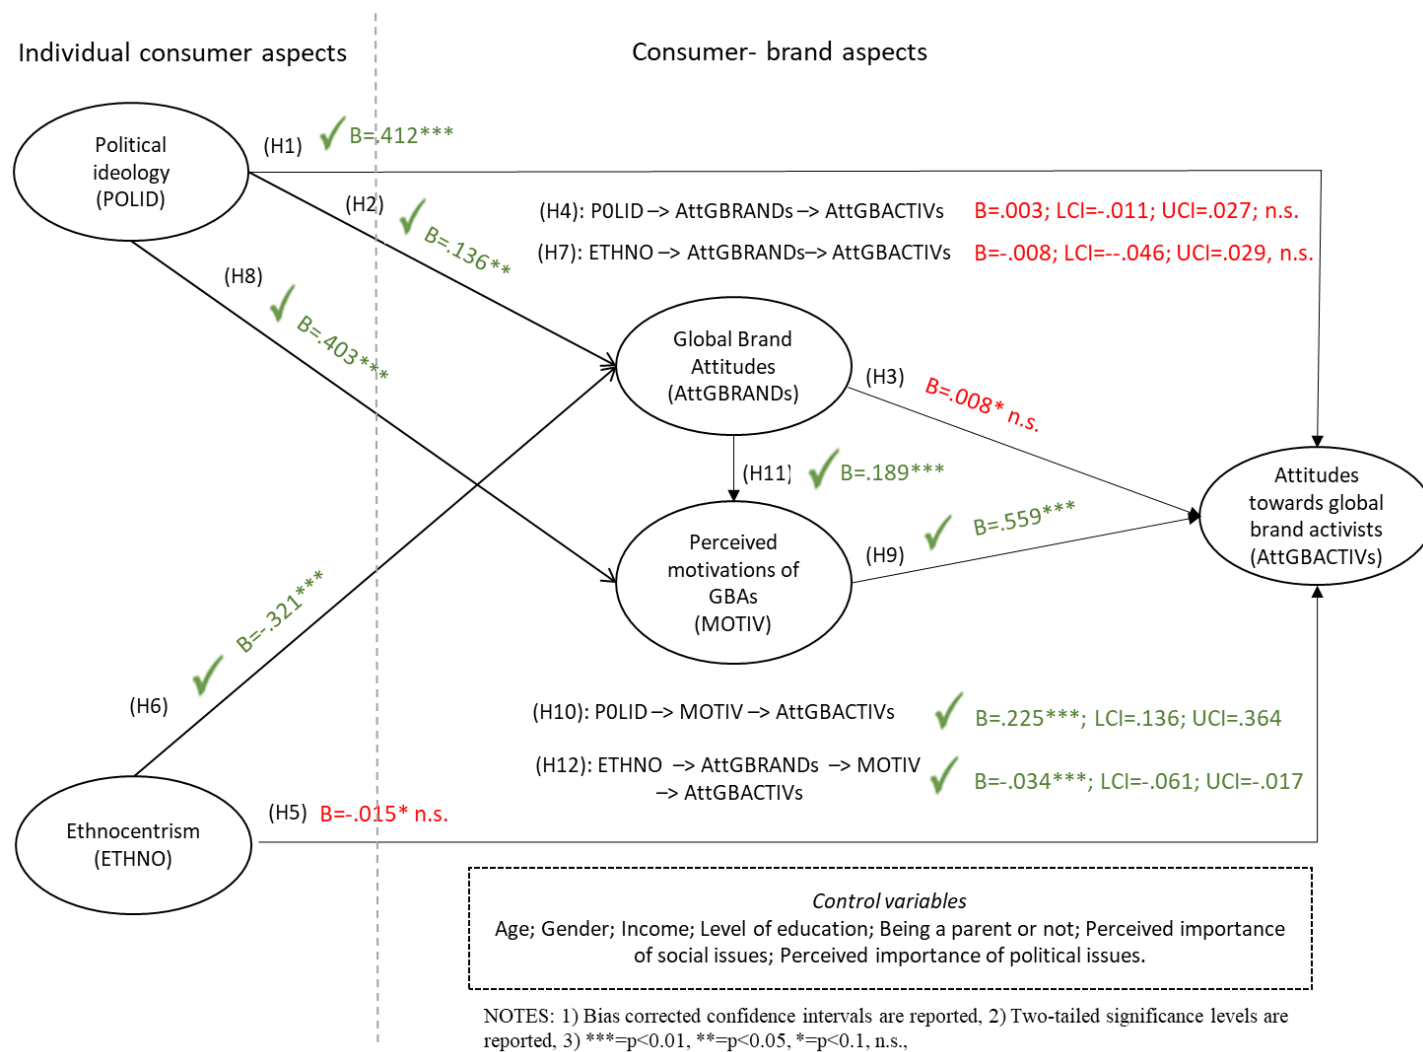 Individual consumer aspects
Consumer- brand aspects
Political
ideology
(POLID)
(H1)
B=.412***
(H2)
B=.136**
(H4): P0LID –> AttGBRANDs –> AttGBACTIVs
B=.003; LCI=-.011; UCI=.027; n.s.
(H7): ETHNO –> AttGBRANDs–> AttGBACTIVs
B=-.008; LCI=--.046; UCI=.029, n.s.
(H8)
B=.403***
Global Brand
Attitudes
(AttGBRANDs)
(H3)
B=.008* n.s.
(H11)
B=.189***
Attitudes
towards global
brand activists
(AttGBACTIVs)
Perceived
motivations of
GBAs
(MOTIV)
(H9)
B=.559***
B=-.321***
(H6)
(H10): P0LID –> MOTIV –> AttGBACTIVs
B=.225***; LCI=.136; UCI=.364
(H12): ETHNO –> AttGBRANDs –> MOTIV
–> AttGBACTIVs
B=-.034***; LCI=-.061; UCI=-.017
(H5)
B=-.015* n.s.
Ethnocentrism
(ETHNO)
Control variables
Age; Gender; Income; Level of education; Being a parent or not; Perceived importance
of social issues; Perceived importance of political issues.
NOTES: 1) Bias corrected confidence intervals are reported, 2) Two-tailed significance levels are
reported, 3) ***=p<0.01, **=p<0.05, *=p<0.1, n.s.,